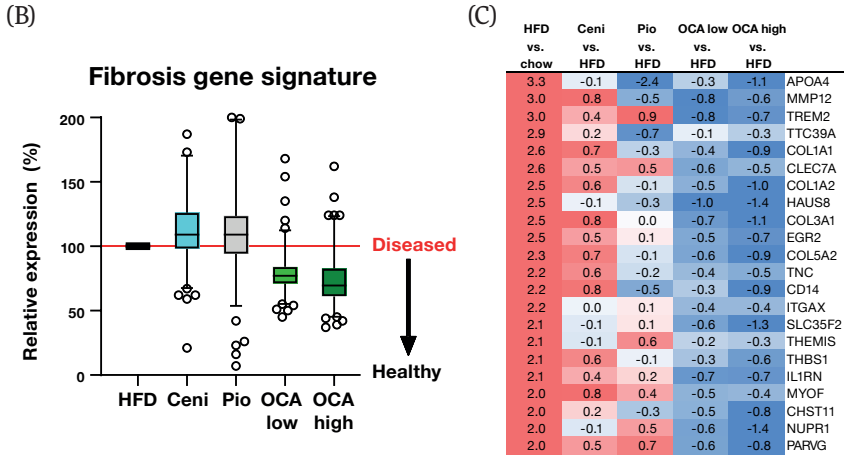 (B)
Fibrosis gene signature
Relative expression (%)
200
150
100
50
0
Diseased
Healthy
HFD Ceni Pio OCA OCA
low high
(C)
HFD Ceni Pio OCA low OCA high
vs. vs. vs. vs. vs.
chow HFD HFD HFD HFD
3.3 -0.1 -2.4 -0.3 -1.1 APOA4
3.0 0.8 -0.5 -0.8 -0.6 MMP12
3.0 0.4 0.9 -0.8 -0.7 TREM2
2.9 0.2 -0.7 -0.1 -0.3 TTC39A
2.6 0.7 -0.3 -0.4 -0.9 COL1A1
2.6 0.5 0.5 -0.6 -0.5 CLEC7A
2.5 0.6 -0.1 -0.5 -1.0 COL1A2
2.5 -0.1 -0.3 -1.0 -1.4 HAUS8
2.5 0.8 0.0 -0.7 -1.1 COL3A1
2.5 0.5 0.1 -0.5 -0.7 EGR2
2.3 0.7 -0.1 -0.6 -0.9 COL5A2
2.2 0.6 -0.2 -0.4 -0.5 TNC
2.2 0.8 -0.5 -0.3 -0.9 CD14
2.2 0.0 0.1 -0.4 -0.4 ITGAX
2.1 -0.1 0.1 -0.6 -1.3 SLC35F2
2.1 -0.1 0.6 -0.2 -0.3 THEMIS
2.1 0.6 -0.1 -0.3 -0.6 THBS1
2.1 0.4 0.2 -0.7 -0.7 IL1RN
2.0 0.8 0.4 -0.5 -0.4 MYOF
2.0 0.2 -0.3 -0.5 -0.8 CHST11
2.0 -0.1 0.5 -0.6 -1.4 NUPR1
2.0 0.5 0.7 -0.6 -0.8 PARVG